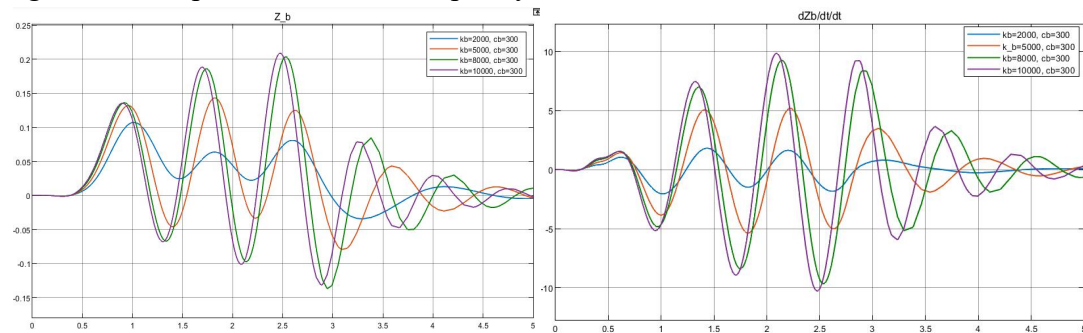 Z_b
kb=2000, cb=300
kb=5000, cb=300
kb=8000, cb=300
kb=10000, cb=300
0.25
0.2
0.15
0.1
0.05
0
-0.05
-0.1
-0.15
0 0.5 1 1.5 2 2.5 3 3.5 4 4.5 5
dZb/dt/dt
kb=2000, cb=300
k_b=5000, cb=300
kb=8000, cb=300
kb=10000, cb=300
10
5
0
-5
-10
0 0.5 1 1.5 2 2.5 3 3.5 4 4.5 5